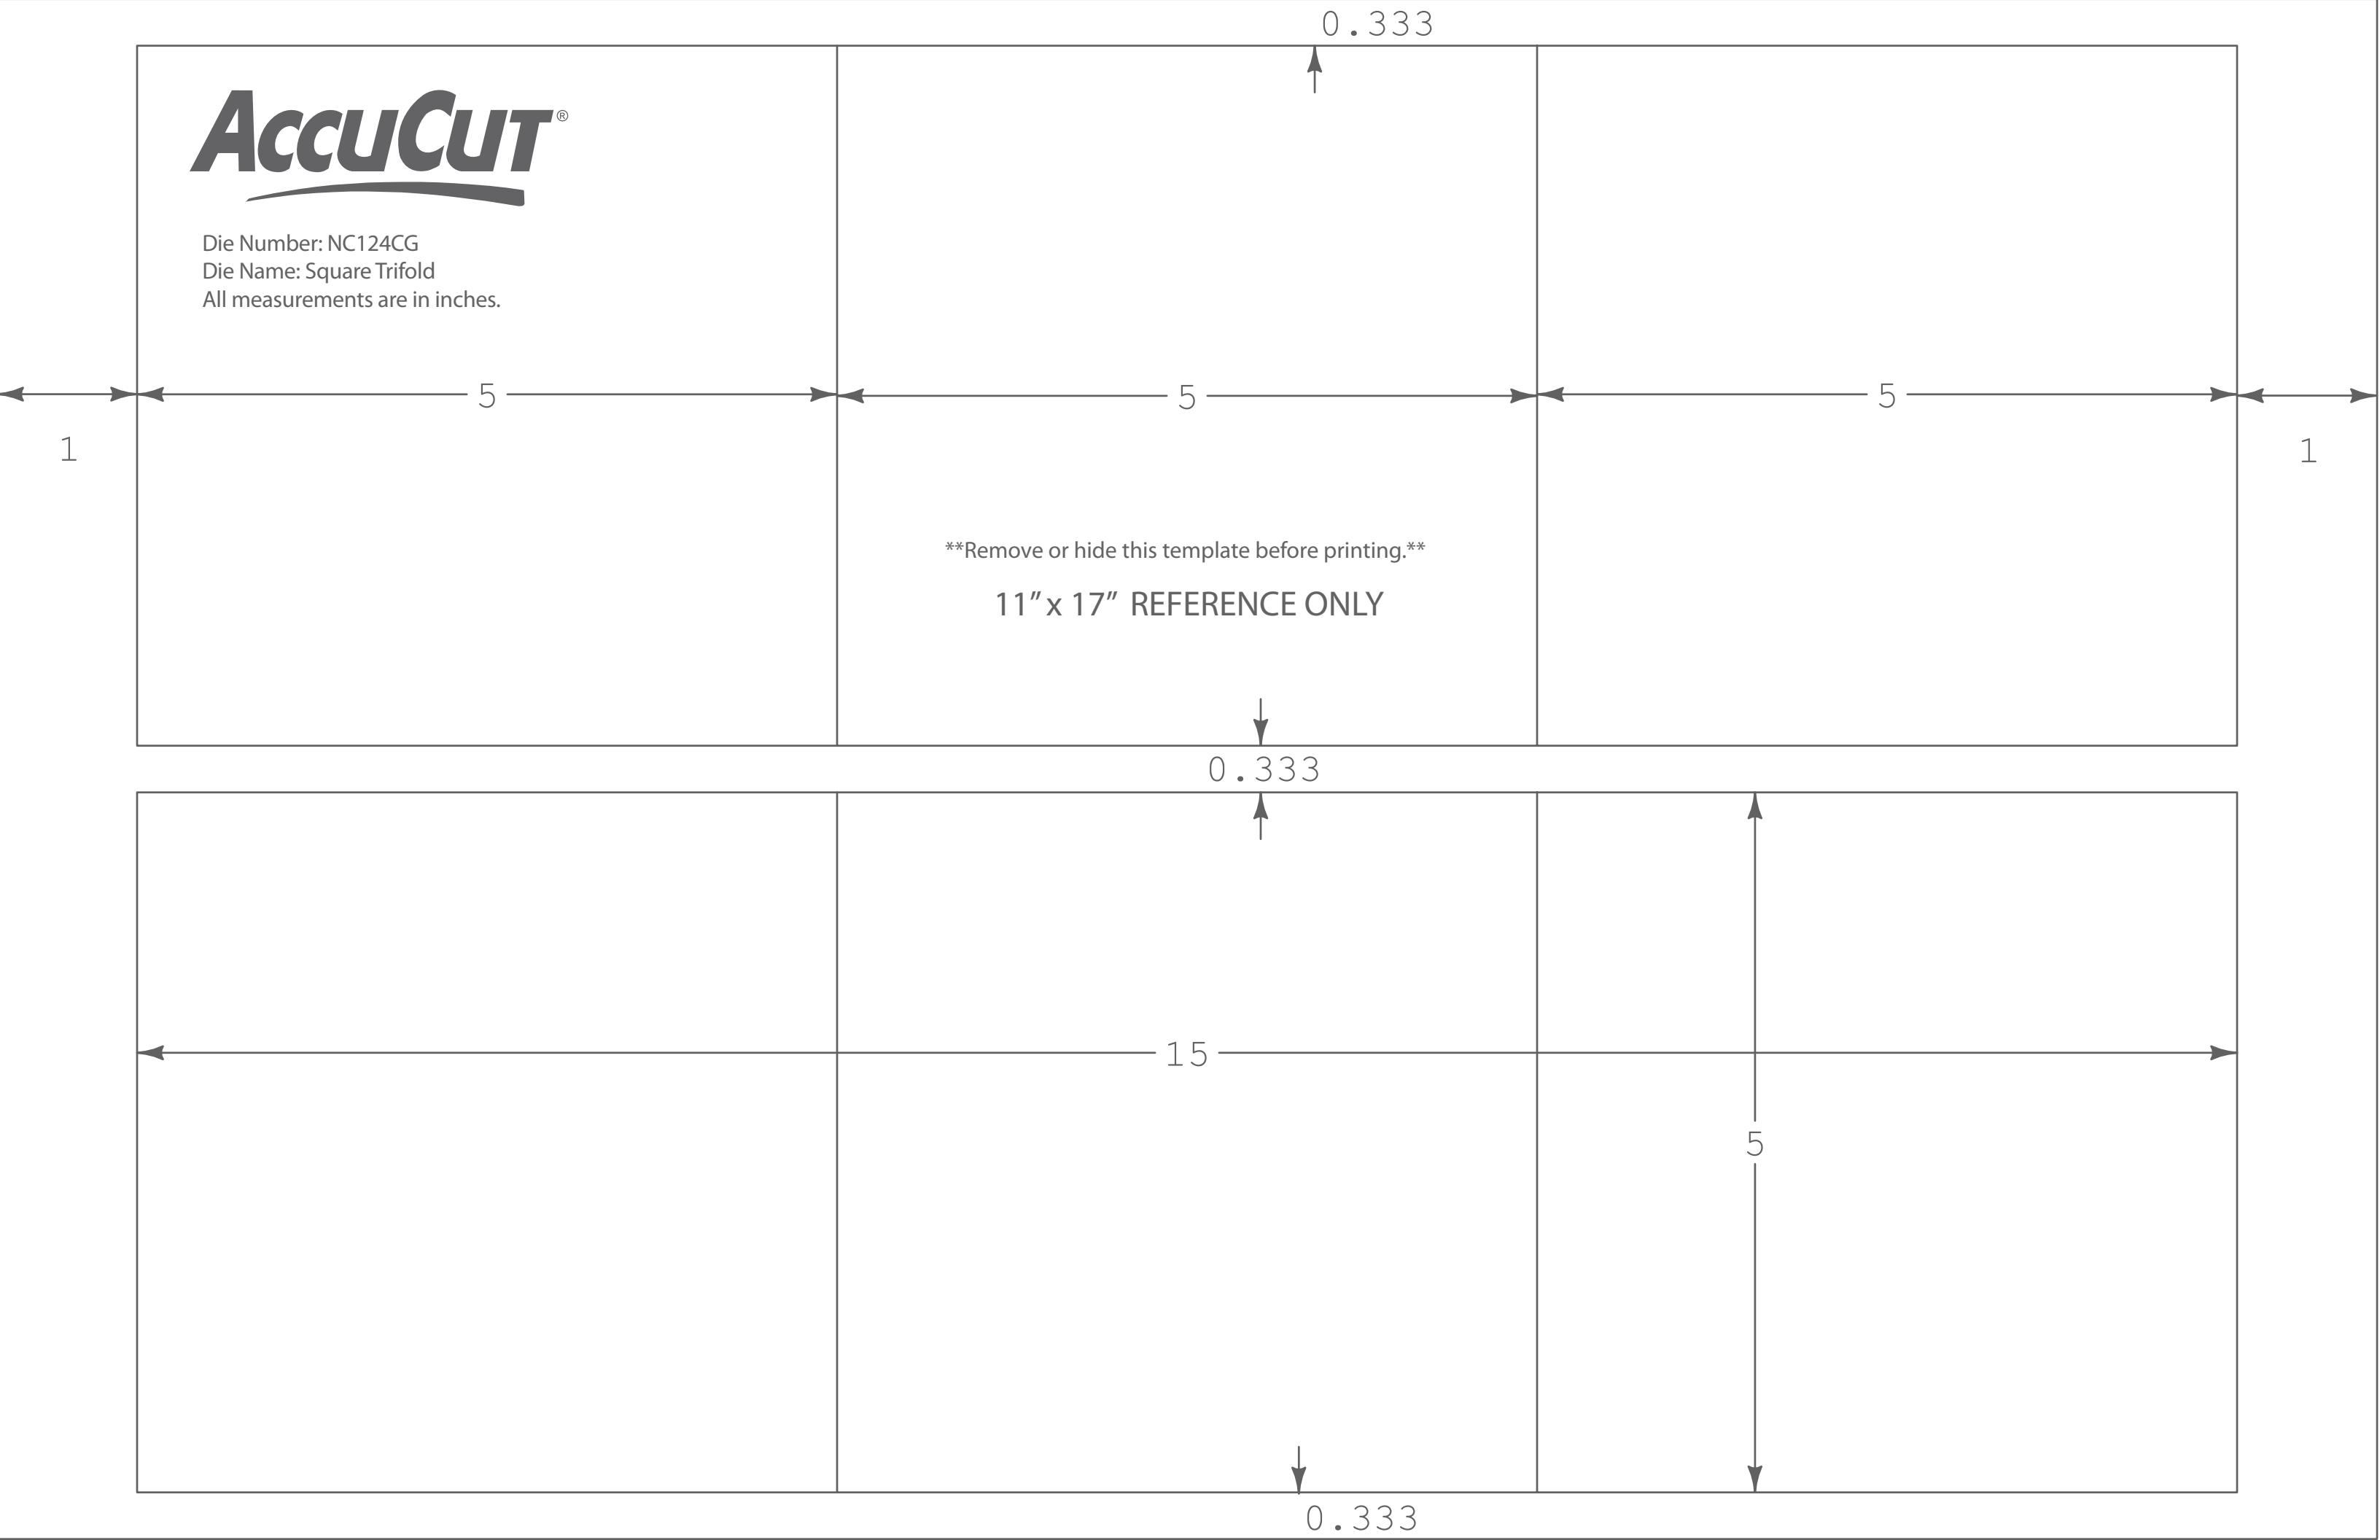 0.333
ACCUCUT®
Die Number: NC124CG
Die Name: Square Trifold
All measurements are in inches.
5
5
5
1
1
**Remove or hide this template before printing.**
11” x 17” REFERENCE ONLY
0.333
15
5
0.333